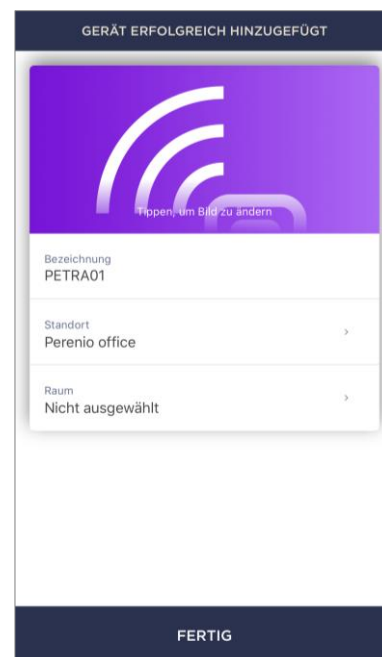 GERÄT ERFOLGREICH HINZUGEFÜGT
Tippen, um Bild zu ändern
Bezeichnung
PETRA01
Standort
Perenio office
Raum
Nicht ausgewählt
FERTIG